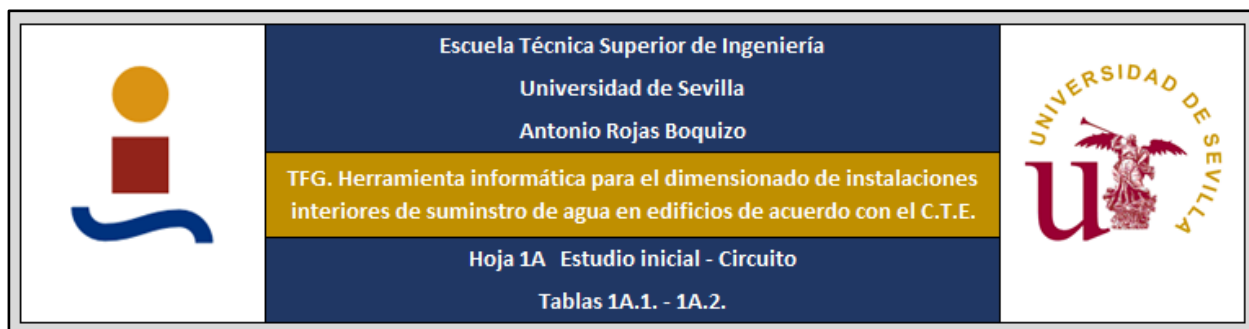 Escuela Técnica Superior de Ingeniería
Universidad de Sevilla
Antonio Rojas Boquizo
TFG. Herramienta informática para el dimensionado de instalaciones
interiores de suminstro de agua en edificios de acuerdo con el C.T.E.
Hoja 1A Estudio inicial - Circuito
Tablas 1A.1. - 1A.2.
UNIVERSIDAD DE SEVILLA
u